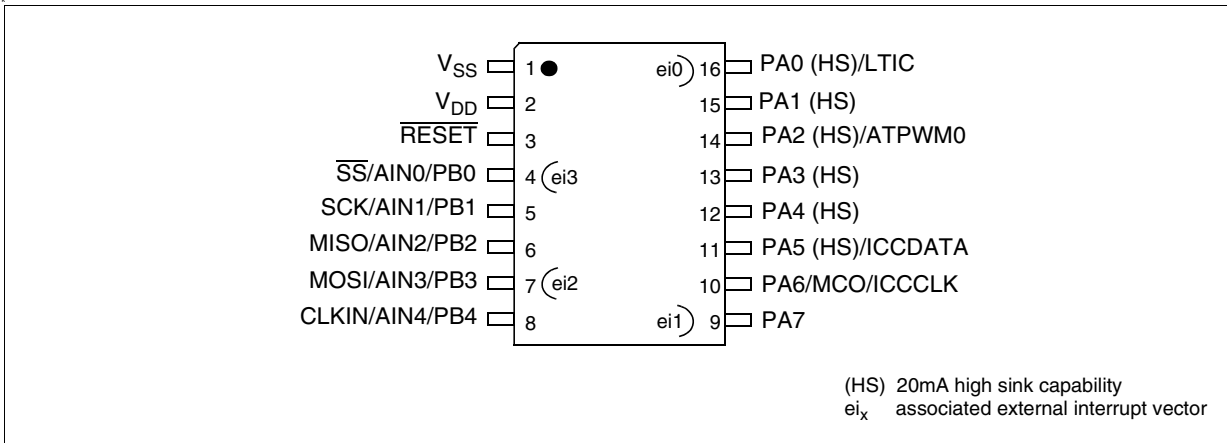 V_SS 1 ei0 16 PA0 (HS)/LTIC
V_DD 2 15 PA1 (HS)
RESET 3 14 PA2 (HS)/ATPWM0
SS/AIN0/PB0 4 ei3 13 PA3 (HS)
SCK/AIN1/PB1 5 12 PA4 (HS)
MISO/AIN2/PB2 6 11 PA5 (HS)/ICCDATA
MOSI/AIN3/PB3 7 ei2 10 PA6/MCO/ICCCLK
CLKIN/AIN4/PB4 8 ei1 9 PA7
(HS) 20mA high sink capability
ei_x associated external interrupt vector